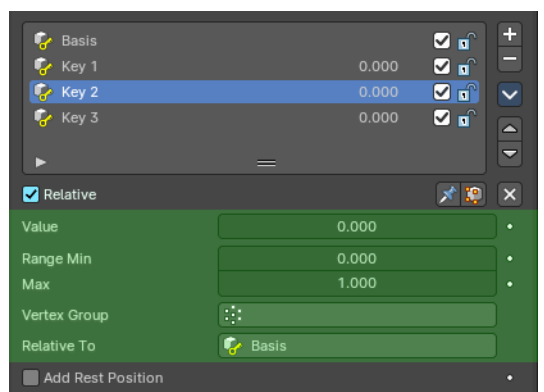 Basis
Key 1 0.000
Key 2 0.000
Key 3 0.000
Relative
Value 0.000
Range Min 0.000
Max 1.000
Vertex Group
Relative To Basis
Add Rest Position